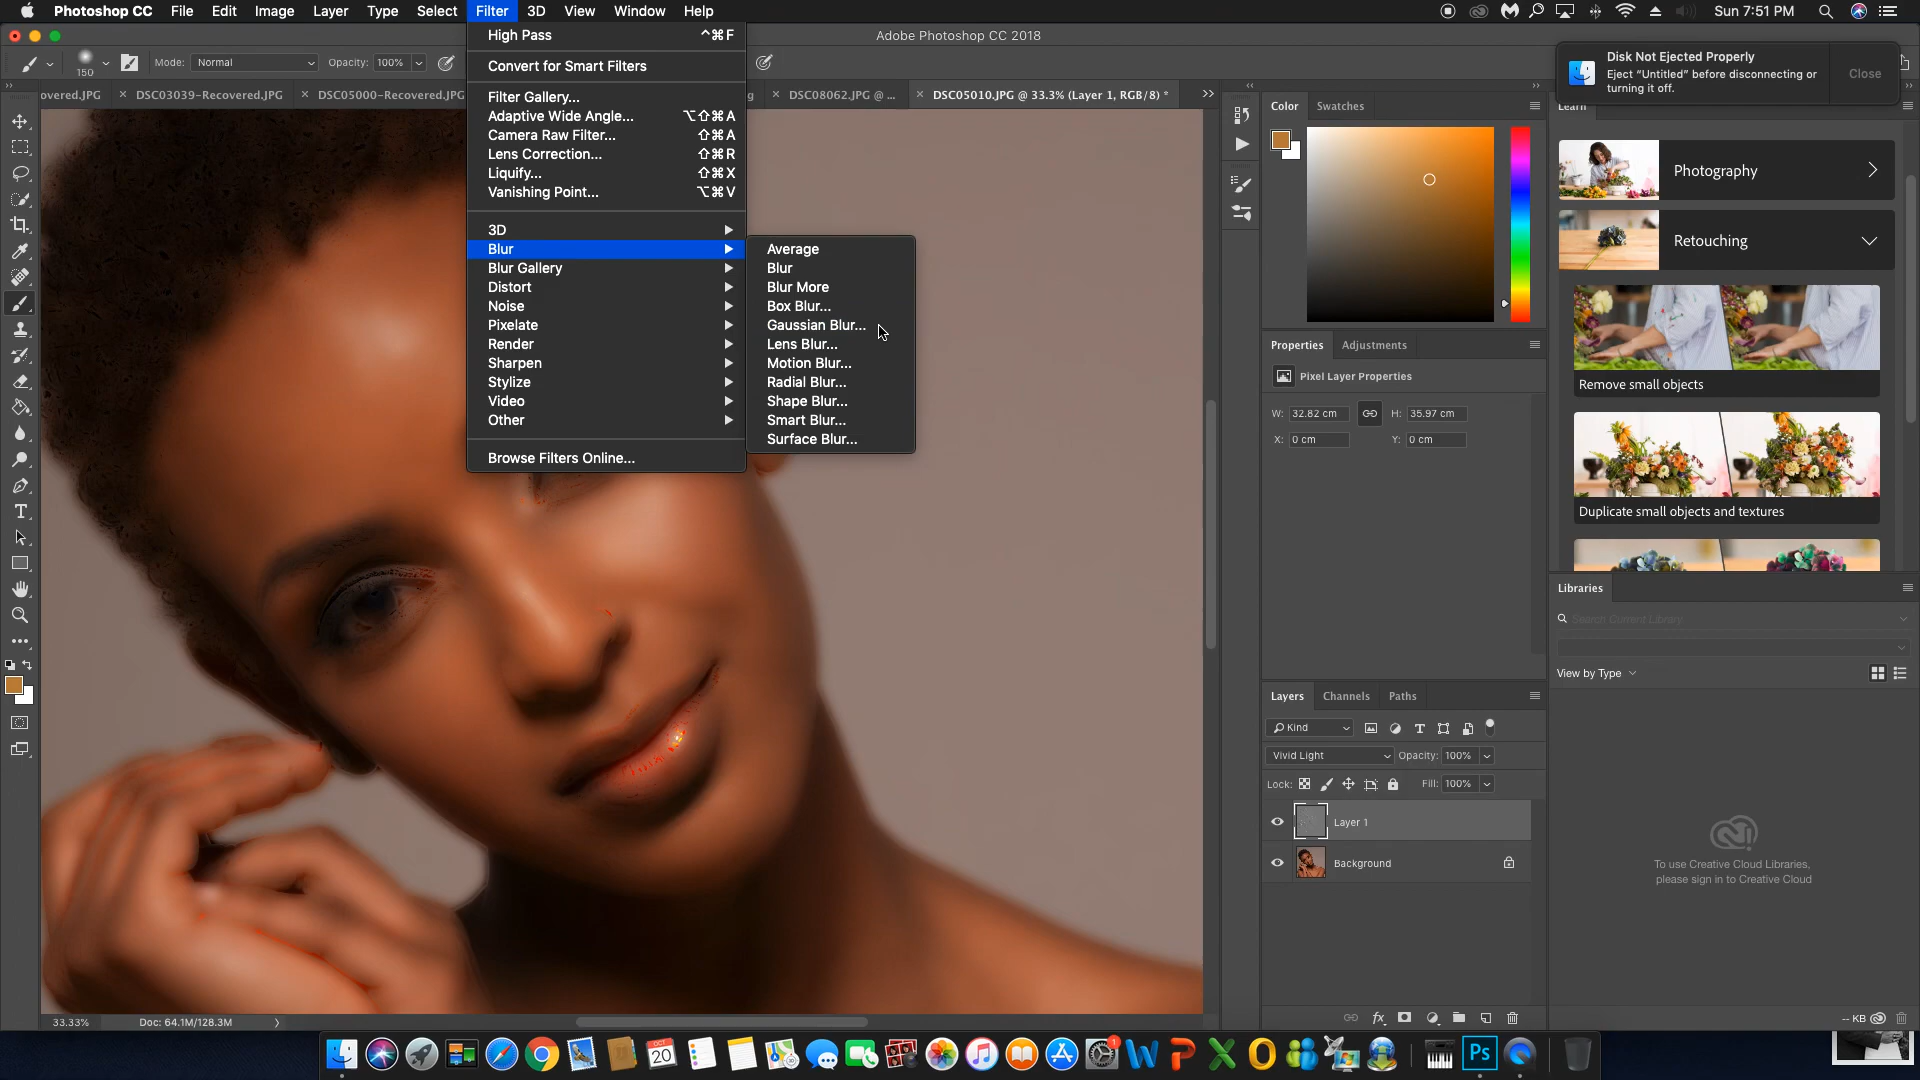 Photoshop CC File Edit Image Layer Type Select Filter 3D View Window Help Sun 7:51 PM
Adobe Photoshop CC 2018
150 Mode: Normal Opacity: 100%
overed.JPG × DSC03039-Recovered.JPG × DSC05000-Recovered.JPG g × DSC08062.JPG @ ... × DSC05010.JPG @ 33.3% (Layer 1, RGB/8) *
High Pass ^⌘F
Convert for Smart Filters
Filter Gallery...
Adaptive Wide Angle... ⌥⇧⌘A
Camera Raw Filter... ⇧⌘A
Lens Correction... ⇧⌘R
Liquify... ⇧⌘X
Vanishing Point... ⌥⌘V
3D
Blur
Blur Gallery
Distort
Noise
Pixelate
Render
Sharpen
Stylize
Video
Other
Browse Filters Online...
Average
Blur
Blur More
Box Blur...
Gaussian Blur...
Lens Blur...
Motion Blur...
Radial Blur...
Shape Blur...
Smart Blur...
Surface Blur...
Disk Not Ejected Properly
Eject "Untitled" before disconnecting or
turning it off.
Close
Color Swatches
Learn
Photography
Retouching
Remove small objects
Duplicate small objects and textures
Properties Adjustments
Pixel Layer Properties
W: 32.82 cm H: 35.97 cm
X: 0 cm Y: 0 cm
Libraries
Search Current Library
View by Type
To use Creative Cloud Libraries,
please sign in to Creative Cloud
-- KB
Layers Channels Paths
Kind
Vivid Light Opacity: 100%
Lock: Fill: 100%
Layer 1
Background
fx
33.33% Doc: 64.1M/128.3M
OCT
20
1
Ps